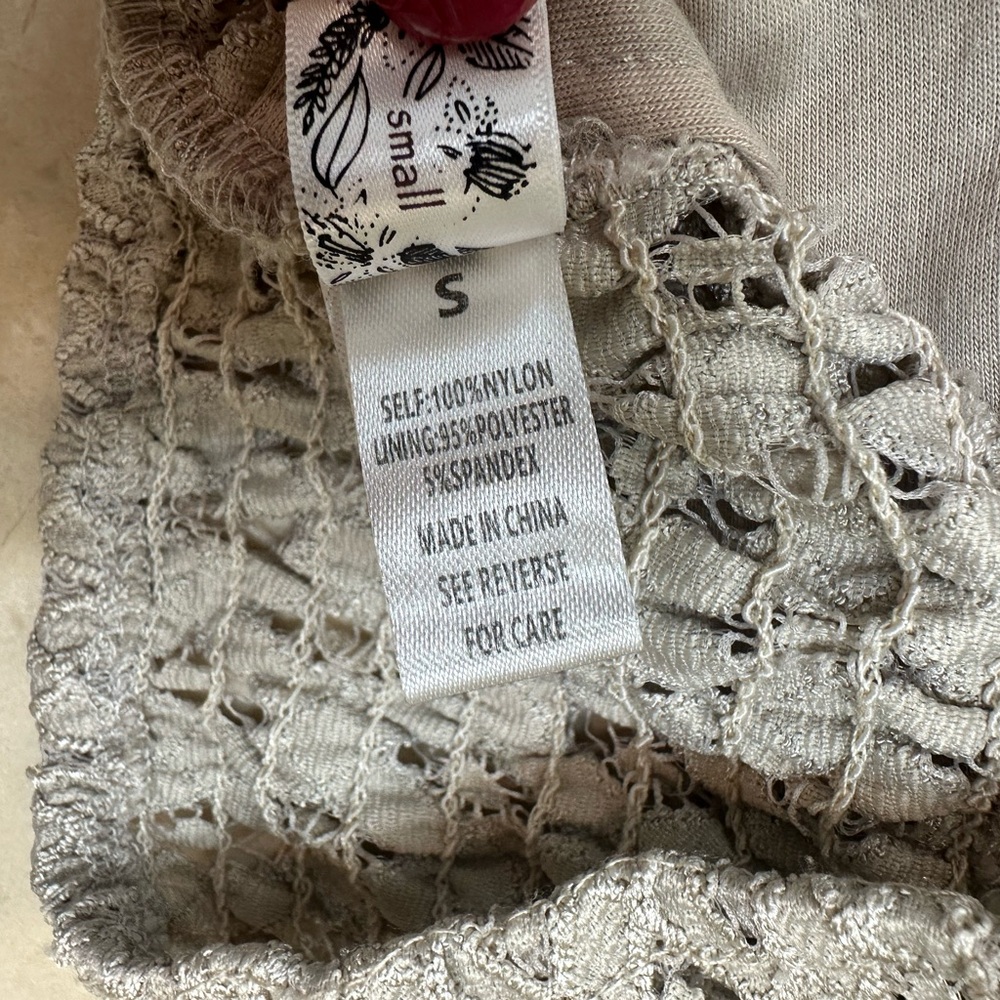 small
S
SELF:100%NYLON
LINING:95%POLYESTER
5%SPANDEX
MADE IN CHINA
SEE REVERSE
FOR CARE